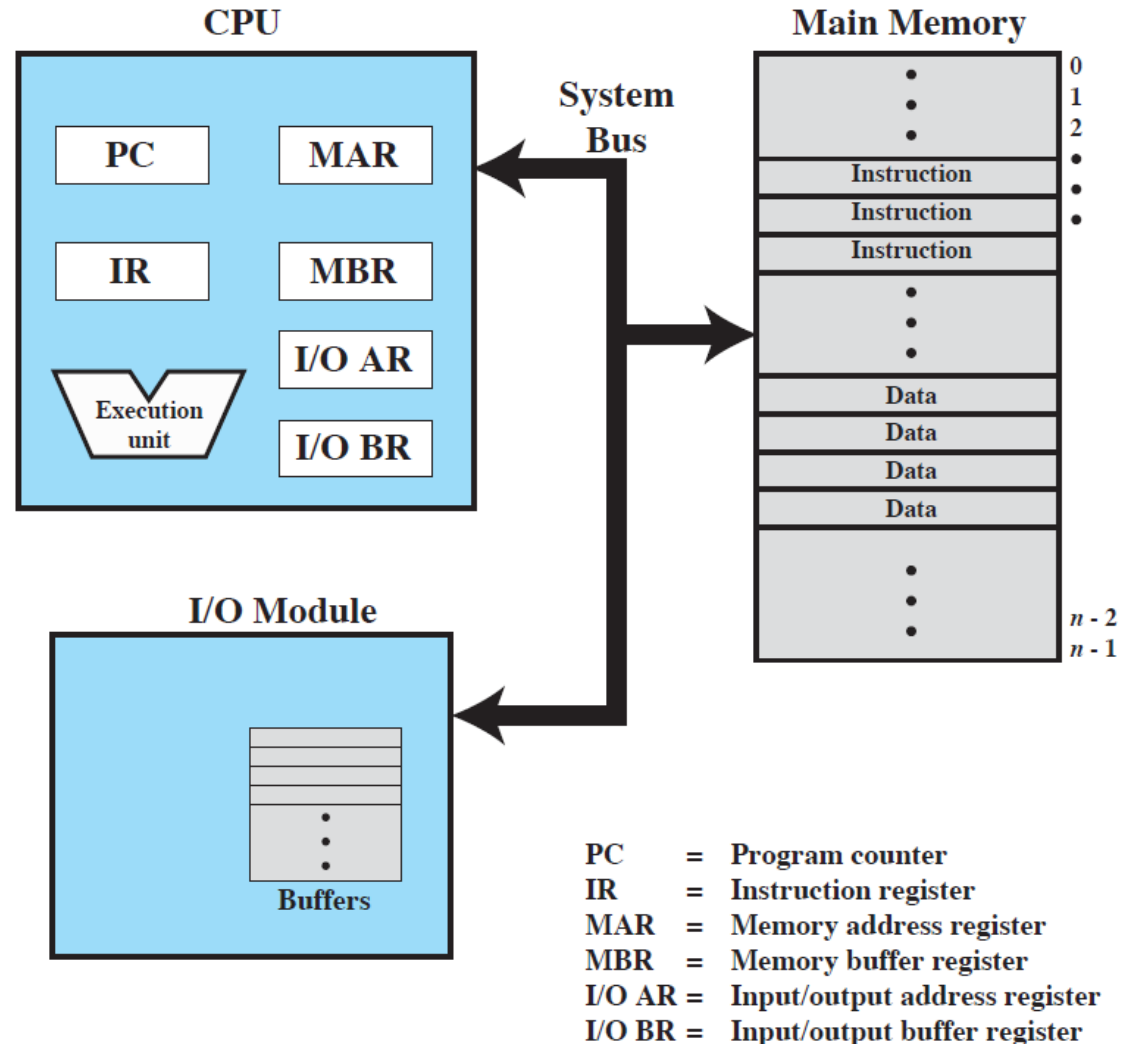 CPU
PC
MAR
IR
MBR
I/O AR
I/O BR
Execution
unit
System
Bus
Main Memory
0
1
2
Instruction
Instruction
Instruction
Data
Data
Data
Data
n - 2
n - 1
I/O Module
Buffers
PC = Program counter
IR = Instruction register
MAR = Memory address register
MBR = Memory buffer register
I/O AR = Input/output address register
I/O BR = Input/output buffer register